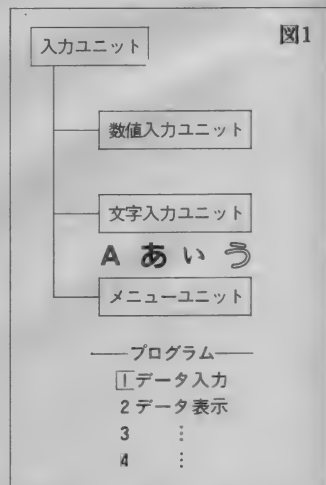 図1
入力ユニット
数値入力ユニット
文字入力ユニット
A あ い う
メニューユニット
プログラム
1 データ入力
2 データ表示
3 ⋮
4 ⋮